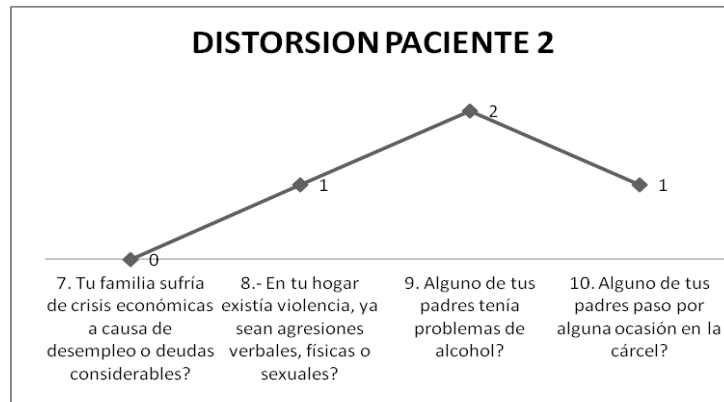 DISTORSION PACIENTE 2
2
1
1
0
7. Tu familia sufría
de crisis económicas
a causa de
desempleo o deudas
considerables?
8.- En tu hogar
existía violencia, ya
sean agresiones
verbales, físicas o
sexuales?
9. Alguno de tus
padres tenía
problemas de
alcohol?
10. Alguno de tus
padres paso por
alguna ocasión en la
cárcel?